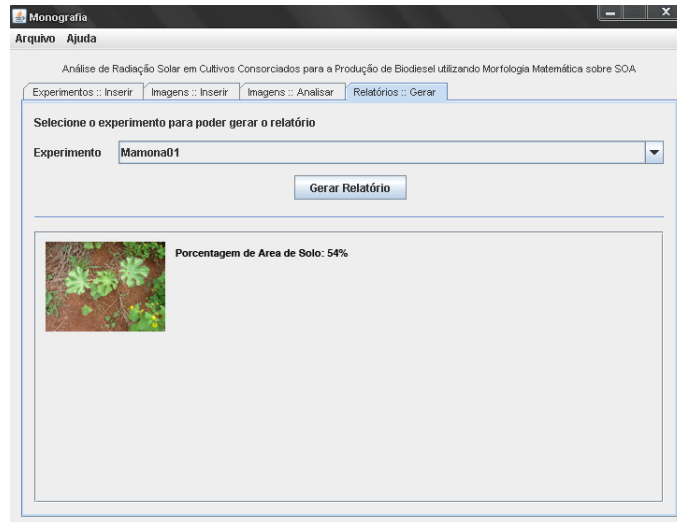 Monografia
Arquivo Ajuda
Análise de Radiação Solar em Cultivos Consorciados para a Produção de Biodiesel utilizando Morfologia Matemática sobre SOA
Experimentos :: Inserir Imagens :: Inserir Imagens :: Analisar Relatórios :: Gerar
Selecione o experimento para poder gerar o relatório
Experimento Mamona01
Gerar Relatório
Porcentagem de Area de Solo: 54%